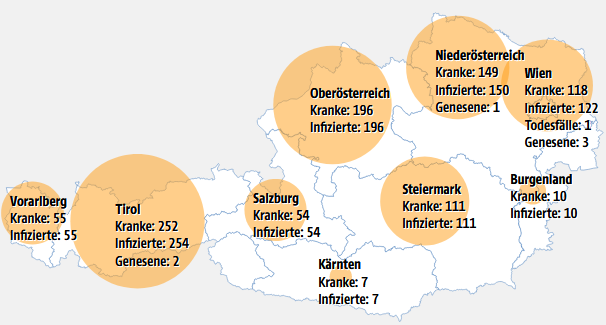 Niederösterreich
Kranke: 149
Infizierte: 150
Genesene: 1
Wien
Kranke: 118
Infizierte: 122
Todesfälle: 1
Genesene: 3
Oberösterreich
Kranke: 196
Infizierte: 196
Burgenland
Kranke: 10
Infizierte: 10
Steiermark
Kranke: 111
Infizierte: 111
Salzburg
Kranke: 54
Infizierte: 54
Vorarlberg
Kranke: 55
Infizierte: 55
Tirol
Kranke: 252
Infizierte: 254
Genesene: 2
Kärnten
Kranke: 7
Infizierte: 7